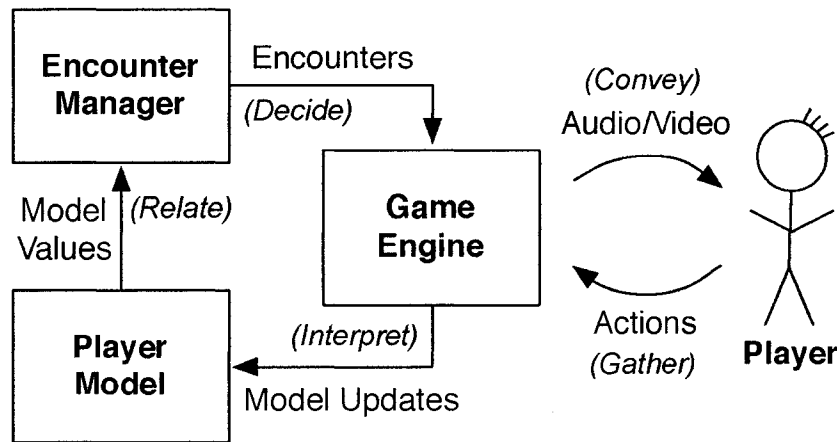 Encounter
Manager
Encounters
(Decide)
(Convey)
Audio/Video
Game
Engine
Model
Values
(Relate)
Player
Model
(Interpret)
Model Updates
Actions
(Gather)
Player